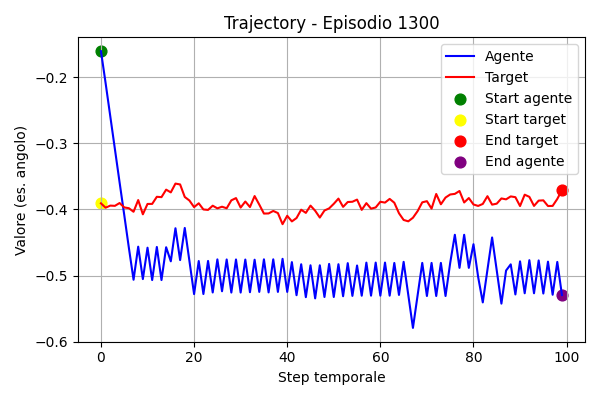 Trajectory - Episodio 1300
Valore (es. angolo)
−0.2
−0.3
−0.4
−0.5
−0.6
0
20
40
60
80
100
Step temporale
Agente
Target
Start agente
Start target
End target
End agente